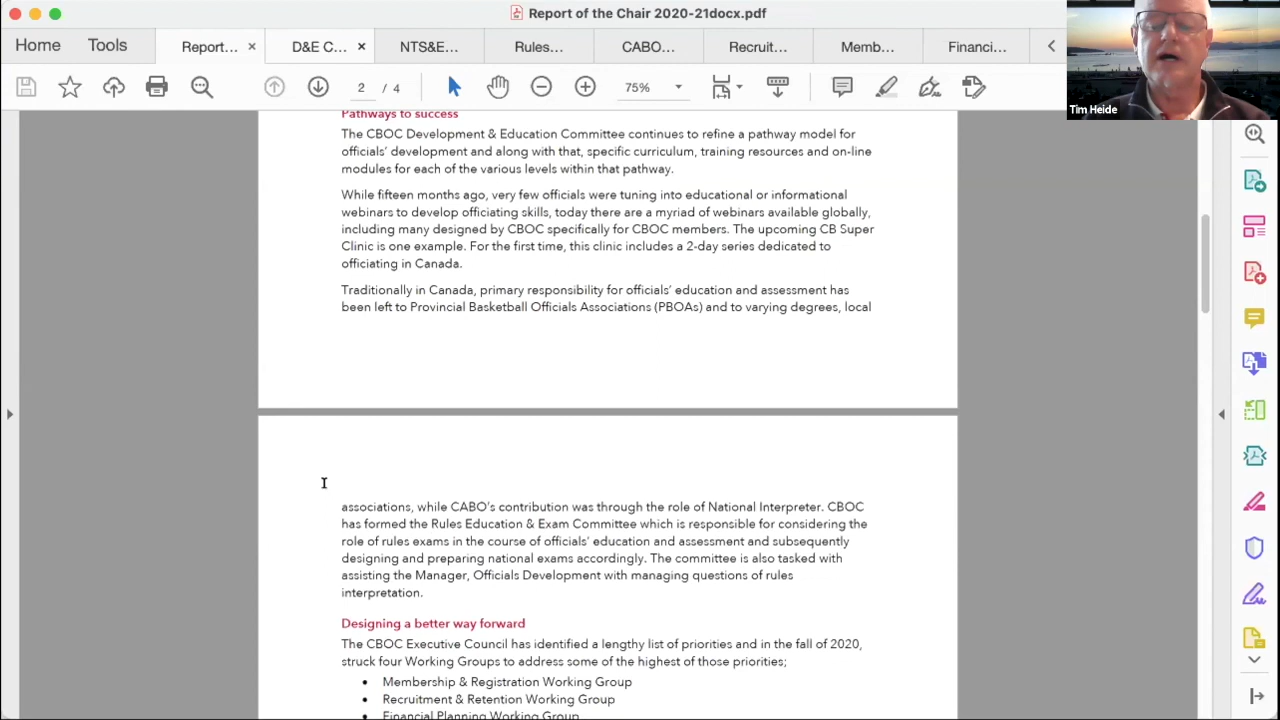 Report of the Chair 2020-21docx.pdf
Home
Tools
Report...
D&E C...
NTS&E...
Rules...
CABO...
Recruit...
Memb...
Financi...
2 / 4
75%
Tim Heide
Pathways to success
The CBOC Development & Education Committee continues to refine a pathway model for
officials' development and along with that, specific curriculum, training resources and on-line
modules for each of the various levels within that pathway.
While fifteen months ago, very few officials were tuning into educational or informational
webinars to develop officiating skills, today there are a myriad of webinars available globally,
including many designed by CBOC specifically for CBOC members. The upcoming CB Super
Clinic is one example. For the first time, this clinic includes a 2-day series dedicated to
officiating in Canada.
Traditionally in Canada, primary responsibility for officials' education and assessment has
been left to Provincial Basketball Officials Associations (PBOAs) and to varying degrees, local
associations, while CABO's contribution was through the role of National Interpreter. CBOC
has formed the Rules Education & Exam Committee which is responsible for considering the
role of rules exams in the course of officials' education and assessment and subsequently
designing and preparing national exams accordingly. The committee is also tasked with
assisting the Manager, Officials Development with managing questions of rules
interpretation.
Designing a better way forward
The CBOC Executive Council has identified a lengthy list of priorities and in the fall of 2020,
struck four Working Groups to address some of the highest of those priorities;
• Membership & Registration Working Group
• Recruitment & Retention Working Group
• Financial Planning Working Group